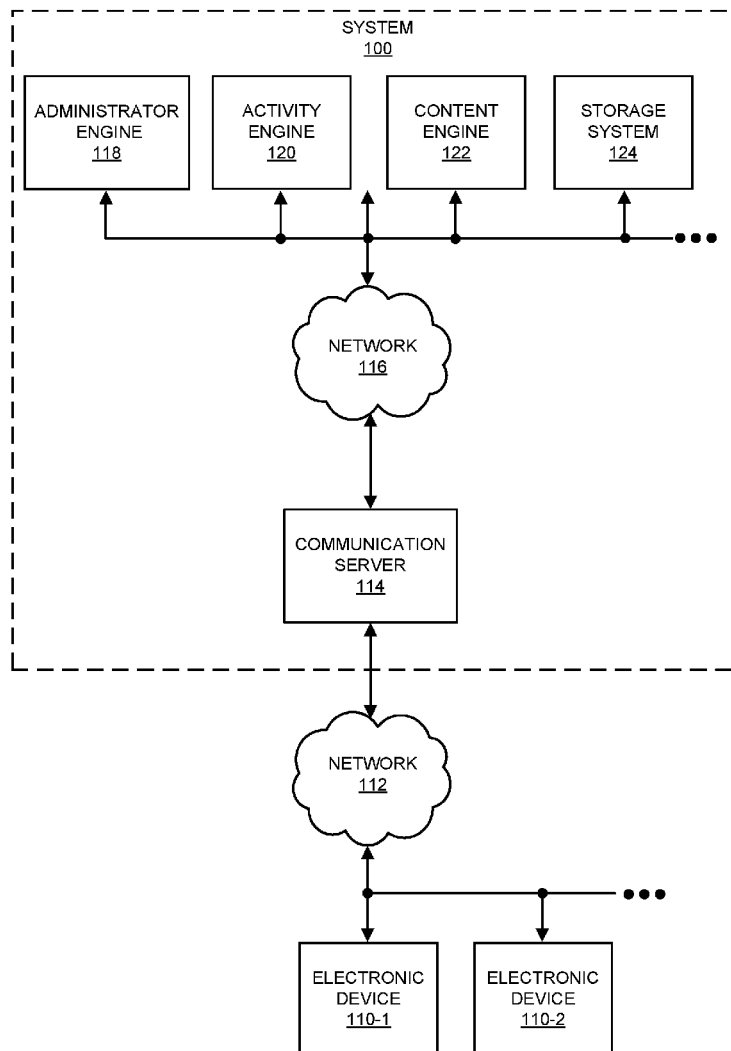 SYSTEM
100
ADMINISTRATOR
ENGINE
118
ACTIVITY
ENGINE
120
CONTENT
ENGINE
122
STORAGE
SYSTEM
124
NETWORK
116
COMMUNICATION
SERVER
114
NETWORK
112
ELECTRONIC
DEVICE
110-1
ELECTRONIC
DEVICE
110-2